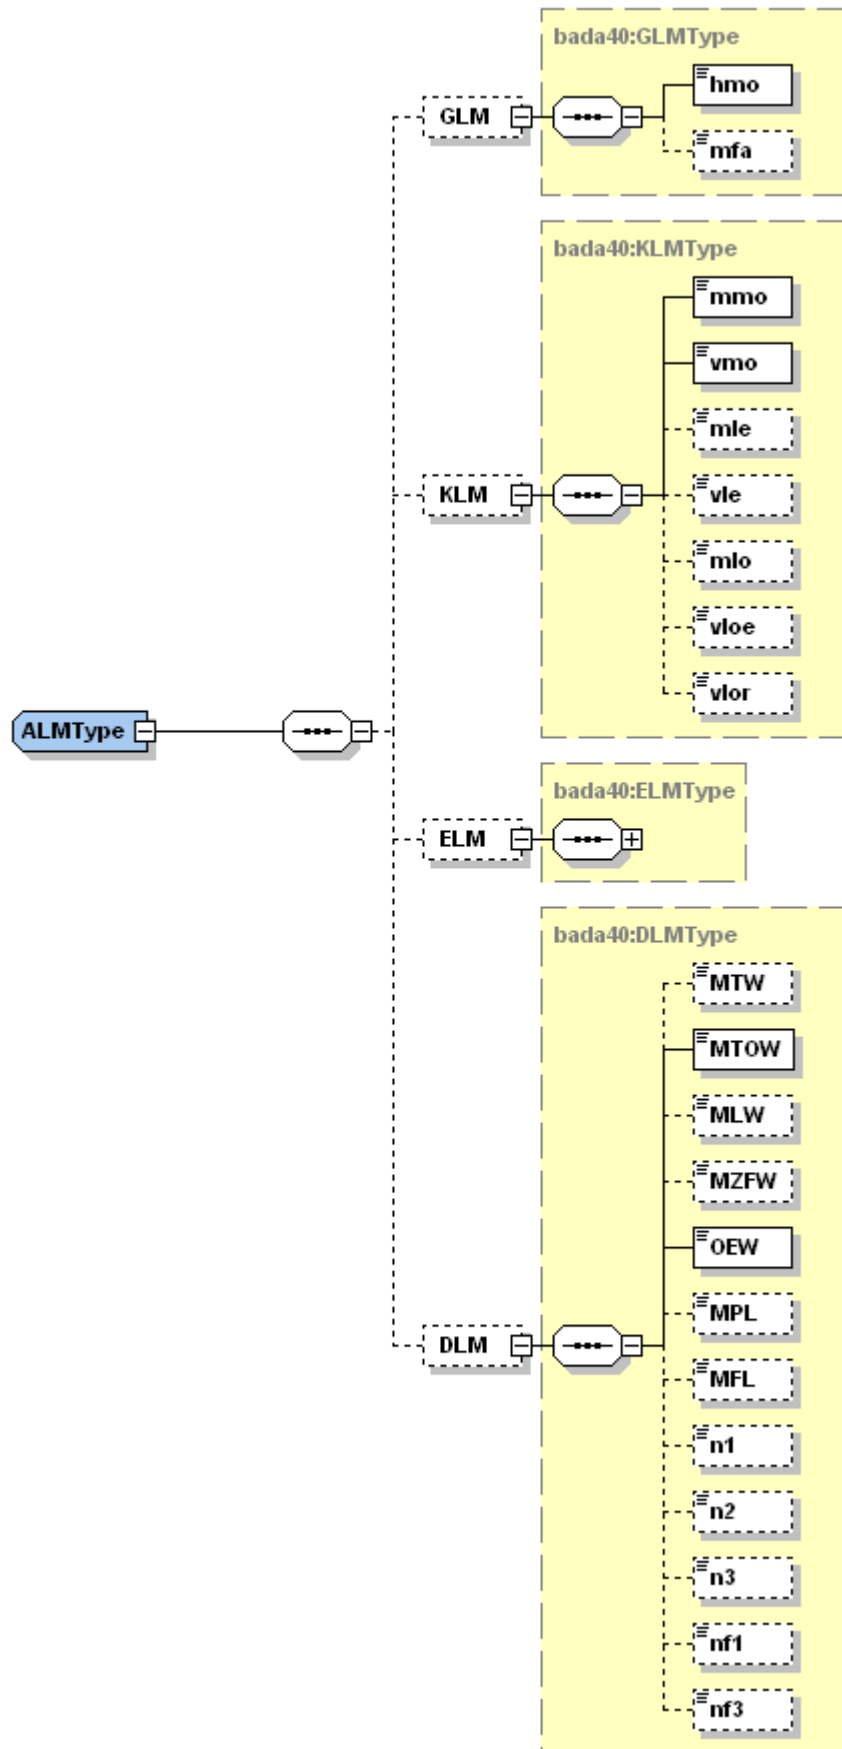 bada40:GLMType
GLM
hmo
mfa
bada40:KLMType
mmo
vmo
mle
KLM
vle
mlo
vloe
vlor
ALMType
bada40:ELMType
ELM
bada40:DLMType
MTW
MTOW
MLW
MZFW
OEW
DLM
MPL
MFL
n1
n2
n3
nf1
nf3